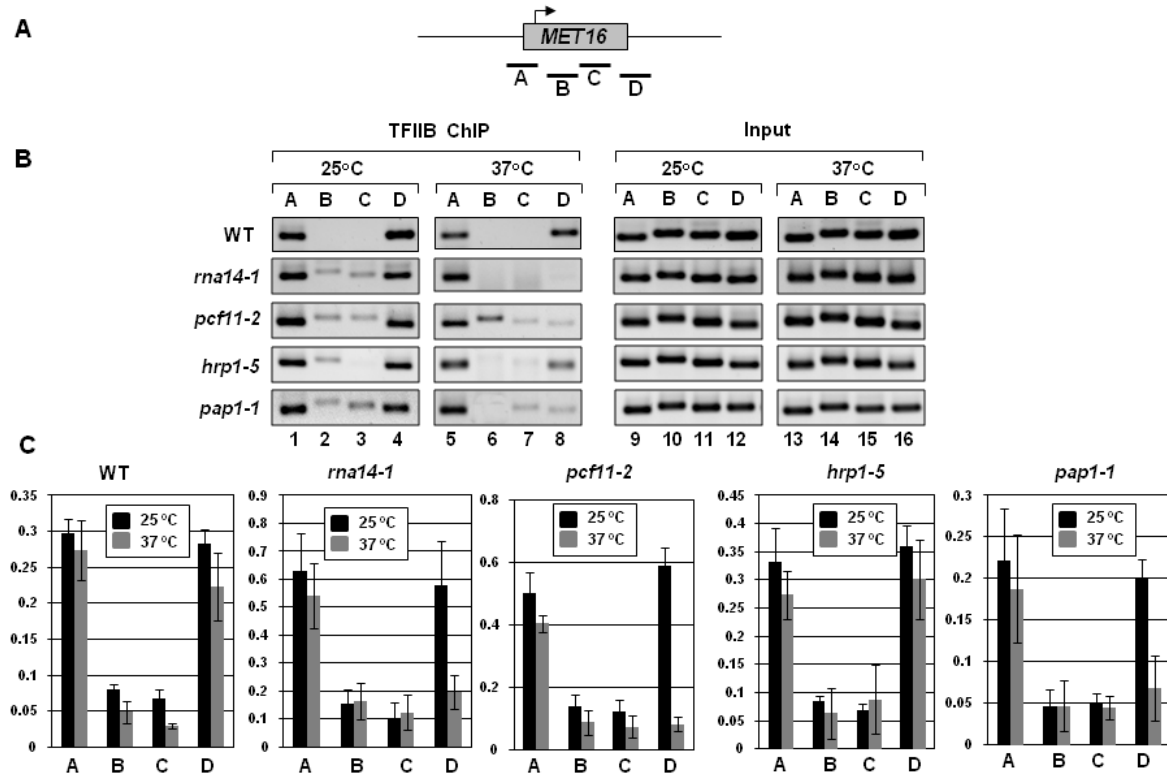 A
MET16
A B C D
B
TFIIB ChIP Input
25°C 37°C 25°C 37°C
A B C D A B C D A B C D A B C D
WT
rna14-1
pcf11-2
hrp1-5
pap1-1
1 2 3 4 5 6 7 8 9 10 11 12 13 14 15 16
C
WT
0.35
0.3
0.25
0.2
0.15
0.1
0.05
0
25 °C
37 °C
A B C D
rna14-1
0.9
0.8
0.7
0.6
0.5
0.4
0.3
0.2
0.1
0
25 °C
37 °C
A B C D
pcf11-2
0.8
0.6
0.4
0.2
0
25 °C
37 °C
A B C D
hrp1-5
0.45
0.4
0.35
0.3
0.25
0.2
0.15
0.1
0.05
0
25 °C
37 °C
A B C D
pap1-1
0.3
0.25
0.2
0.15
0.1
0.05
0
25 °C
37 °C
A B C D